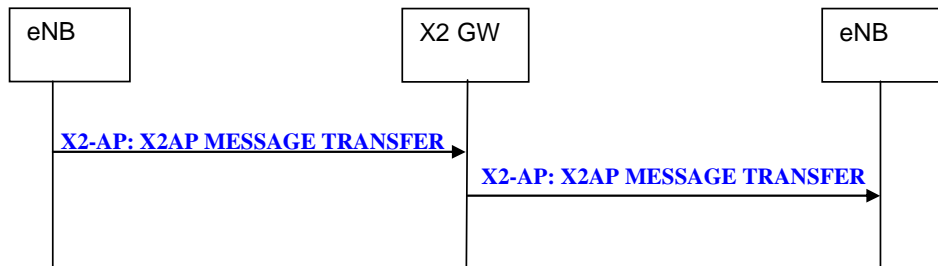 eNB
X2 GW
eNB
X2-AP: X2AP MESSAGE TRANSFER
X2-AP: X2AP MESSAGE TRANSFER